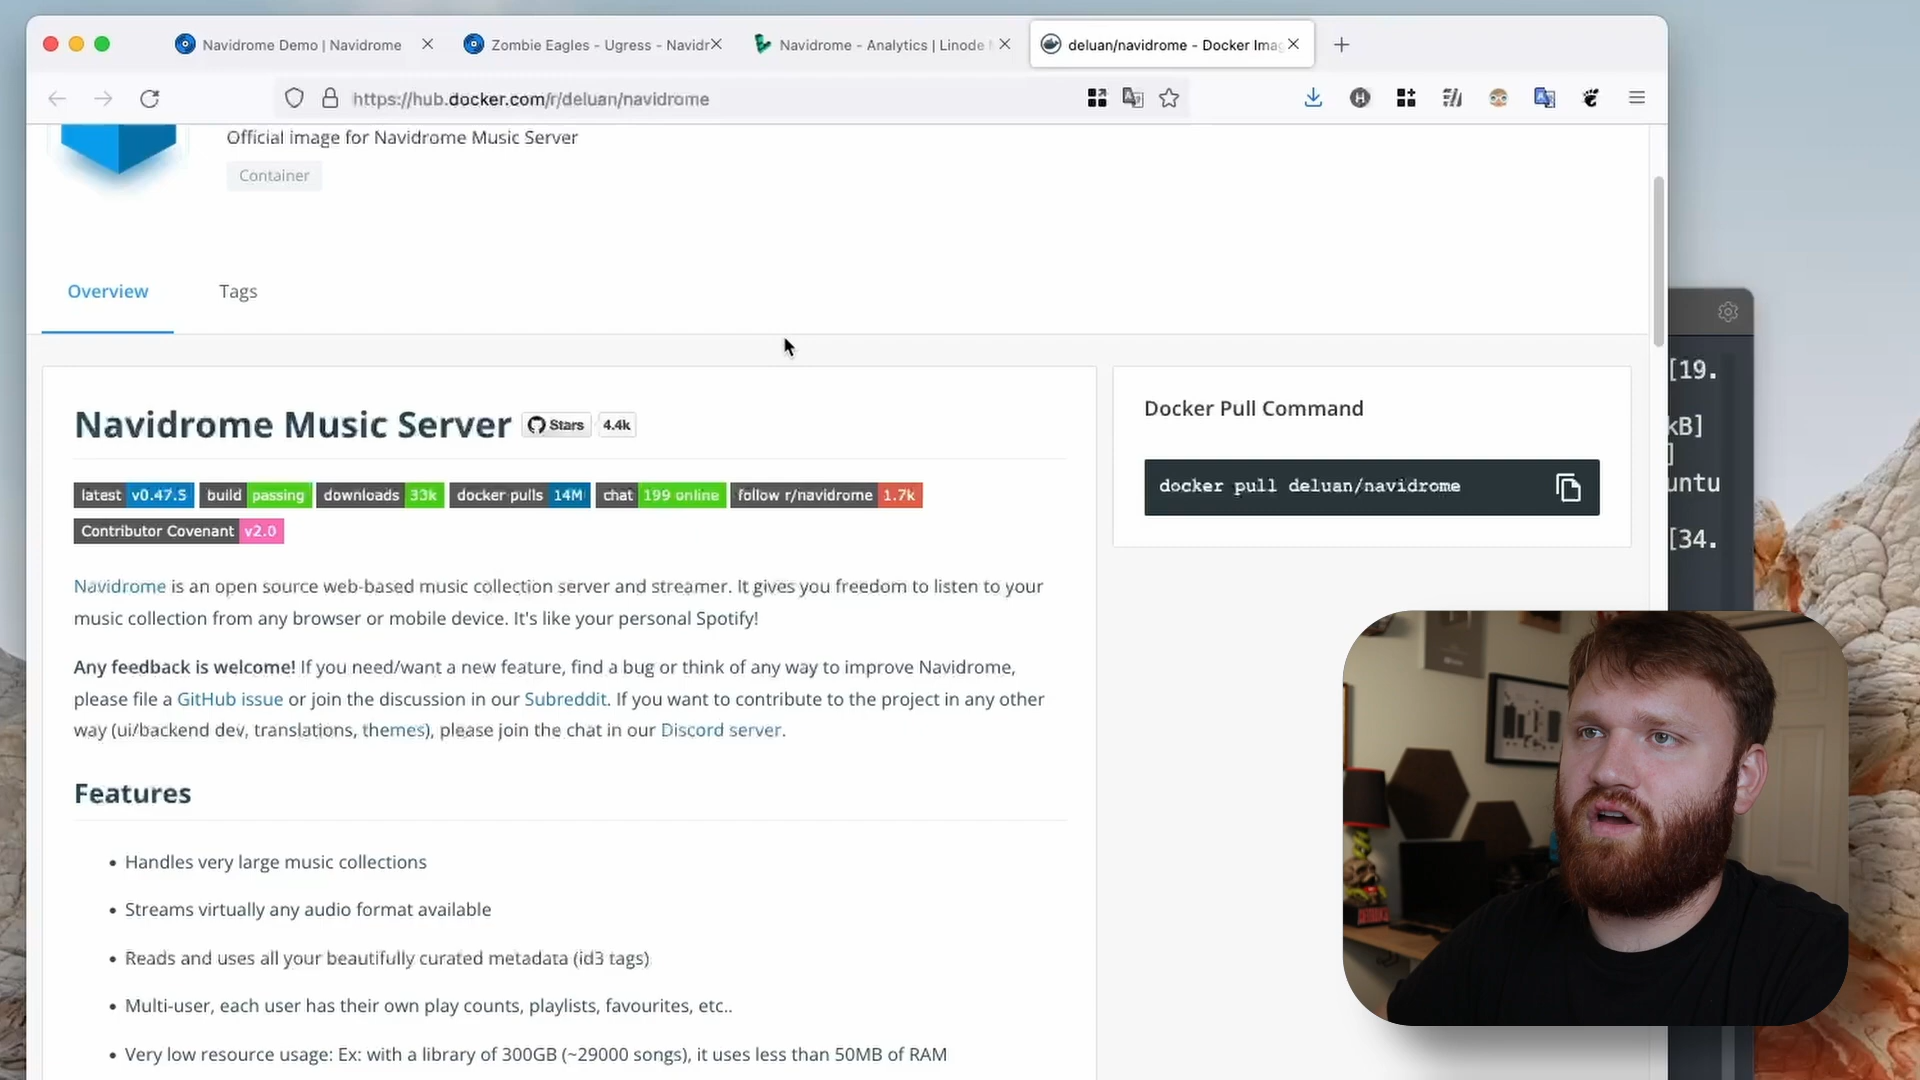 Navidrome Demo | Navidrome
Zombie Eagles - Ugress - Navidr
Navidrome - Analytics | Linode
deluan/navidrome - Docker Ima
https://hub.docker.com/r/deluan/navidrome
Official image for Navidrome Music Server
Container
Overview
Tags
Navidrome Music Server
Stars 4.4k
latest v0.47.5 build passing downloads 33k docker pulls 14M chat 199 online follow r/navidrome 1.7k
Contributor Covenant v2.0
Navidrome is an open source web-based music collection server and streamer. It gives you freedom to listen to your
music collection from any browser or mobile device. It's like your personal Spotify!
Any feedback is welcome! If you need/want a new feature, find a bug or think of any way to improve Navidrome,
please file a GitHub issue or join the discussion in our Subreddit. If you want to contribute to the project in any other
way (ui/backend dev, translations, themes), please join the chat in our Discord server.
Features
• Handles very large music collections
• Streams virtually any audio format available
• Reads and uses all your beautifully curated metadata (id3 tags)
• Multi-user, each user has their own play counts, playlists, favourites, etc..
• Very low resource usage: Ex: with a library of 300GB (~29000 songs), it uses less than 50MB of RAM
Docker Pull Command
docker pull deluan/navidrome
[19.
kB]
]
untu
[34.